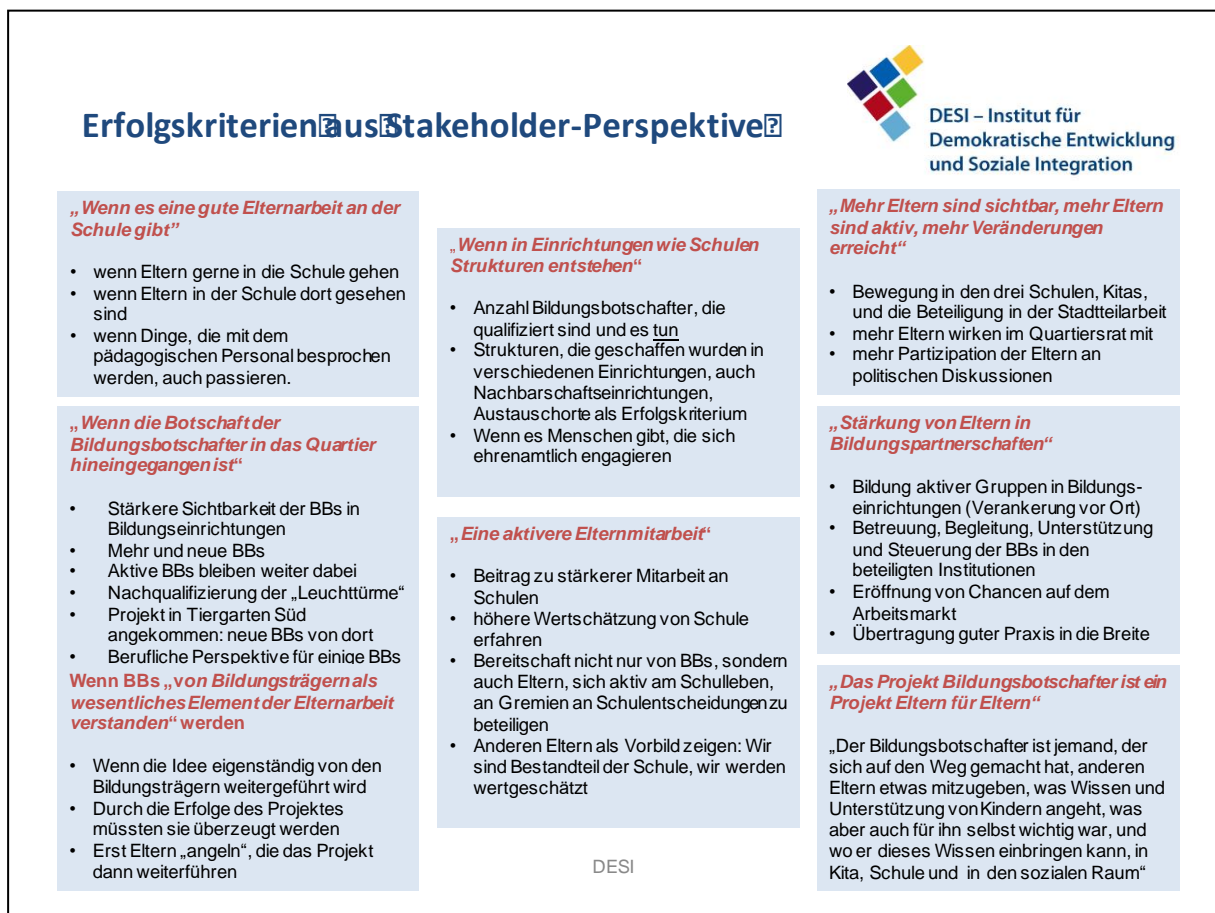 Erfolgskriterien aus Stakeholder-Perspektive
DESI – Institut für
Demokratische Entwicklung
und Soziale Integration
„Wenn es eine gute Elternarbeit an der
Schule gibt”
• wenn Eltern gerne in die Schule gehen
• wenn Eltern in der Schule dort gesehen
sind
• wenn Dinge, die mit dem
pädagogischen Personal besprochen
werden, auch passieren.
„Wenn die Botschaft der
Bildungsbotschafter in das Quartier
hineingegangen ist“
• Stärkere Sichtbarkeit der BBs in
Bildungseinrichtungen
• Mehr und neue BBs
• Aktive BBs bleiben weiter dabei
• Nachqualifizierung der „Leuchttürme“
• Projekt in Tiergarten Süd
angekommen: neue BBs von dort
• Berufliche Perspektive für einige BBs
Wenn BBs „von Bildungsträgern als
wesentliches Element der Elternarbeit
verstanden“ werden
• Wenn die Idee eigenständig von den
Bildungsträgern weitergeführt wird
• Durch die Erfolge des Projektes
müssten sie überzeugt werden
• Erst Eltern „angeln“, die das Projekt
dann weiterführen
„Wenn in Einrichtungen wie Schulen
Strukturen entstehen“
• Anzahl Bildungsbotschafter, die
qualifiziert sind und es tun
• Strukturen, die geschaffen wurden in
verschiedenen Einrichtungen, auch
Nachbarschaftseinrichtungen,
Austauschorte als Erfolgskriterium
• Wenn es Menschen gibt, die sich
ehrenamtlich engagieren
„Eine aktivere Elternmitarbeit“
• Beitrag zu stärkerer Mitarbeit an
Schulen
• höhere Wertschätzung von Schule
erfahren
• Bereitschaft nicht nur von BBs, sondern
auch Eltern, sich aktiv am Schulleben,
an Gremien an Schulentscheidungen zu
beteiligen
• Anderen Eltern als Vorbild zeigen: Wir
sind Bestandteil der Schule, wir werden
wertgeschätzt
DESI
„Mehr Eltern sind sichtbar, mehr Eltern
sind aktiv, mehr Veränderungen
erreicht“
• Bewegung in den drei Schulen, Kitas,
und die Beteiligung in der Stadtteilarbeit
• mehr Eltern wirken im Quartiersrat mit
• mehr Partizipation der Eltern an
politischen Diskussionen
„Stärkung von Eltern in
Bildungspartnerschaften“
• Bildung aktiver Gruppen in Bildungs-
einrichtungen (Verankerung vor Ort)
• Betreuung, Begleitung, Unterstützung
und Steuerung der BBs in den
beteiligten Institutionen
• Eröffnung von Chancen auf dem
Arbeitsmarkt
• Übertragung guter Praxis in die Breite
„Das Projekt Bildungsbotschafter ist ein
Projekt Eltern für Eltern“
„Der Bildungsbotschafter ist jemand, der
sich auf den Weg gemacht hat, anderen
Eltern etwas mitzugeben, was Wissen und
Unterstützung von Kindern angeht, was
aber auch für ihn selbst wichtig war, und
wo er dieses Wissen einbringen kann, in
Kita, Schule und in den sozialen Raum“